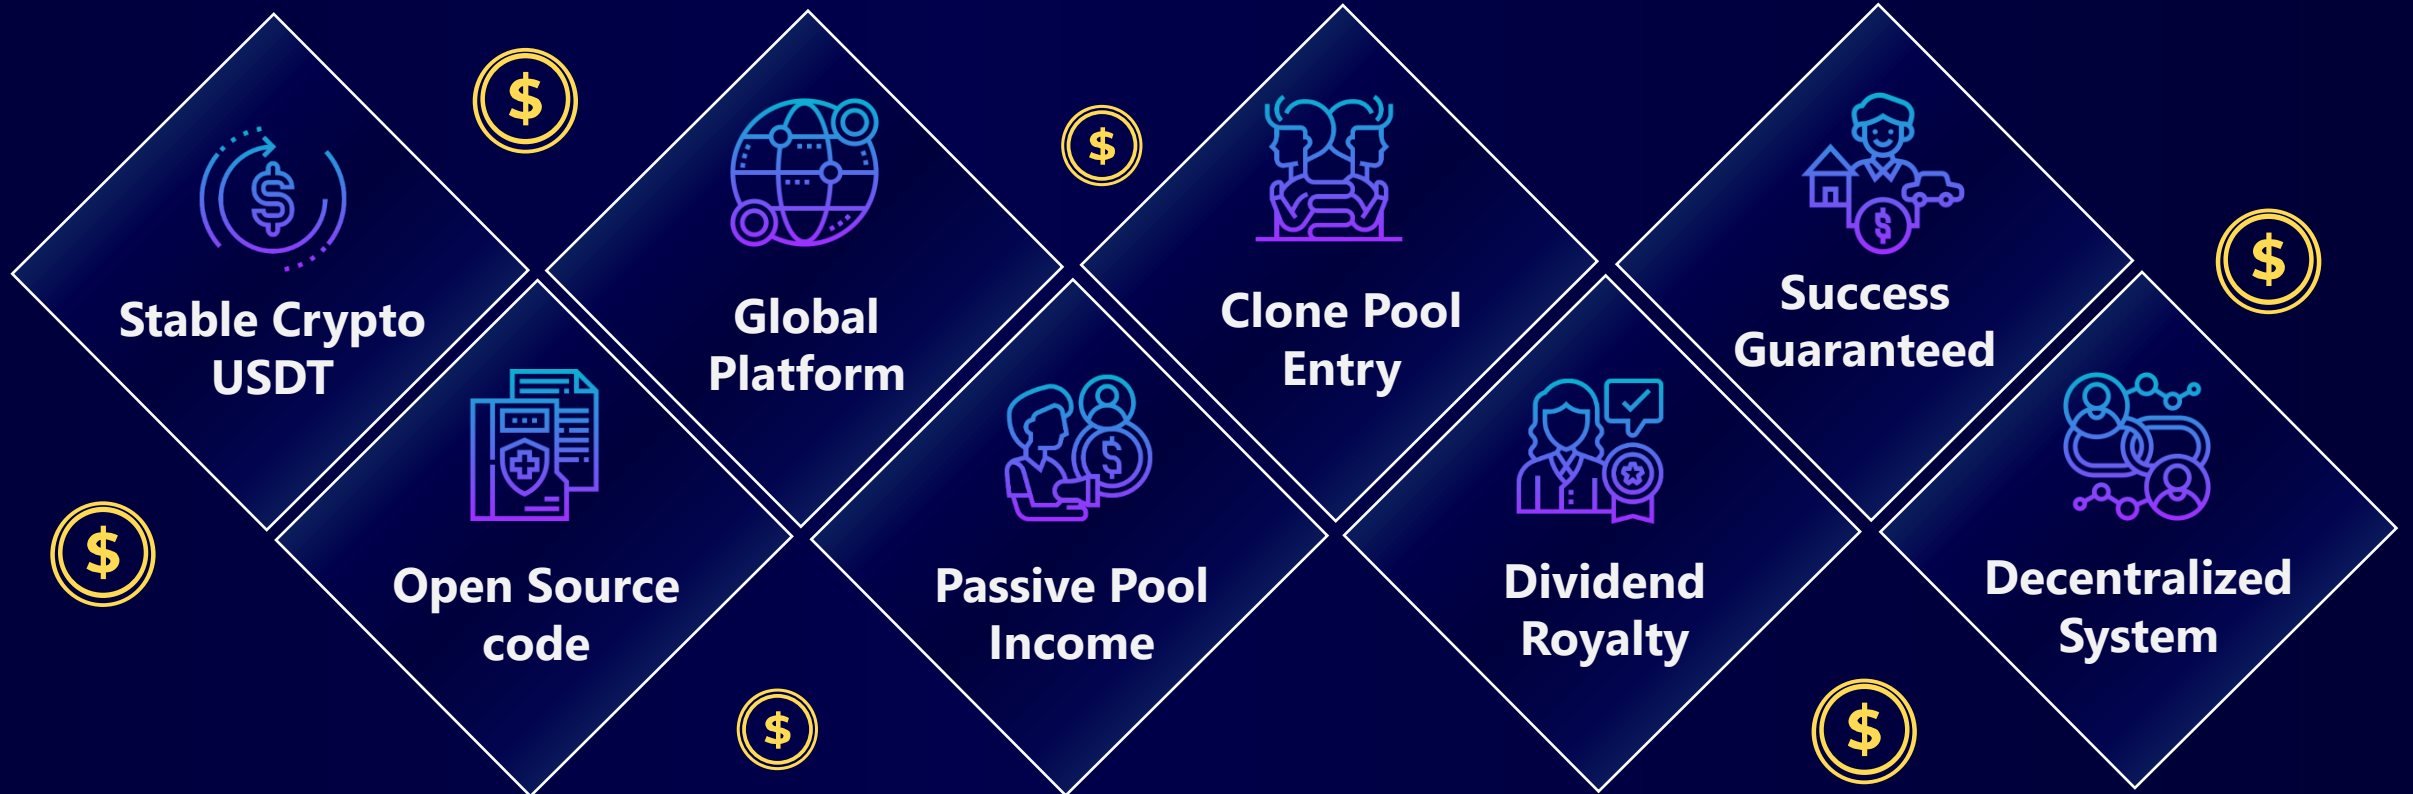 Stable Crypto
USDT
Open Source
code
Global
Platform
Passive Pool
Income
Clone Pool
Entry
Dividend
Royalty
Success
Guaranteed
Decentralized
System